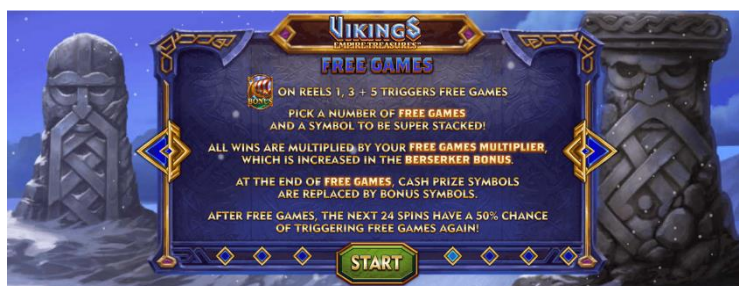 VIKINGS
EMPIRE TREASURES™
FREE GAMES
BONUS
ON REELS 1, 3 + 5 TRIGGERS FREE GAMES
PICK A NUMBER OF FREE GAMES
AND A SYMBOL TO BE SUPER STACKED!
ALL WINS ARE MULTIPLIED BY YOUR FREE GAMES MULTIPLIER,
WHICH IS INCREASED IN THE BERSERKER BONUS.
AT THE END OF FREE GAMES, CASH PRIZE SYMBOLS
ARE REPLACED BY BONUS SYMBOLS.
AFTER FREE GAMES, THE NEXT 24 SPINS HAVE A 50% CHANCE
OF TRIGGERING FREE GAMES AGAIN!
START